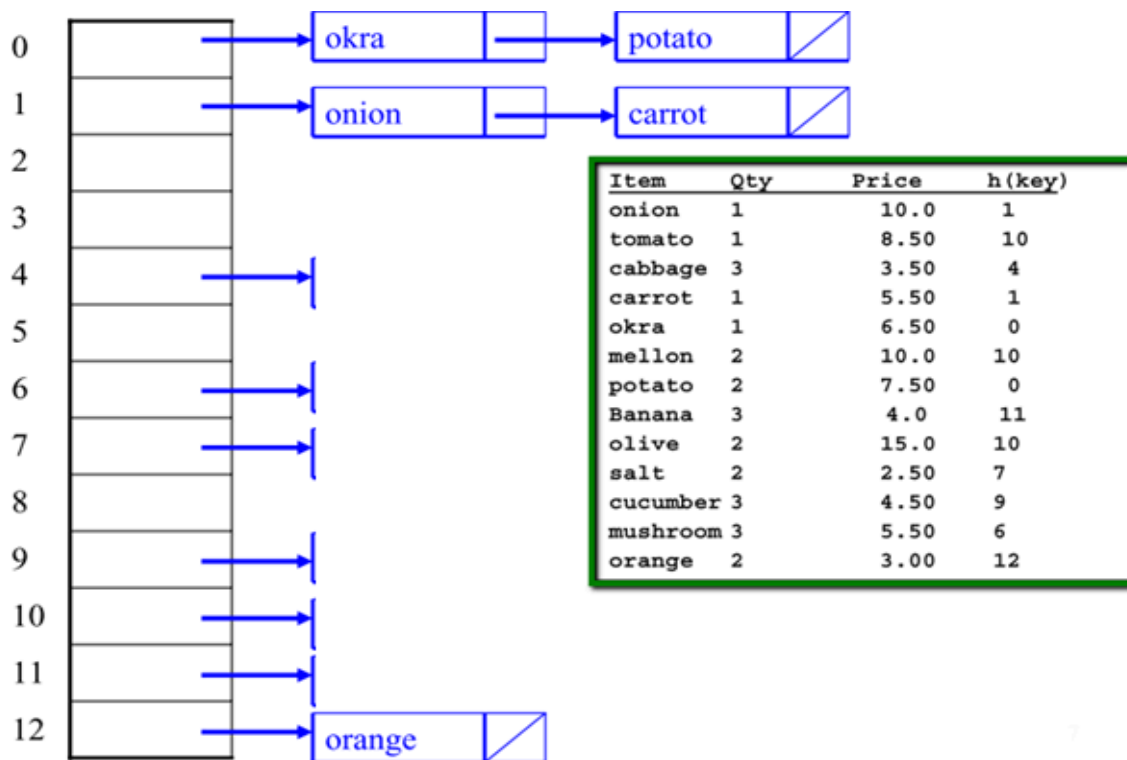 0 okra potato
1 onion carrot
2
3
4
5
6
7
8
9
10
11
12 orange
Item Qty Price h(key)
onion 1 10.0 1
tomato 1 8.50 10
cabbage 3 3.50 4
carrot 1 5.50 1
okra 1 6.50 0
mellon 2 10.0 10
potato 2 7.50 0
Banana 3 4.0 11
olive 2 15.0 10
salt 2 2.50 7
cucumber 3 4.50 9
mushroom 3 5.50 6
orange 2 3.00 12
7